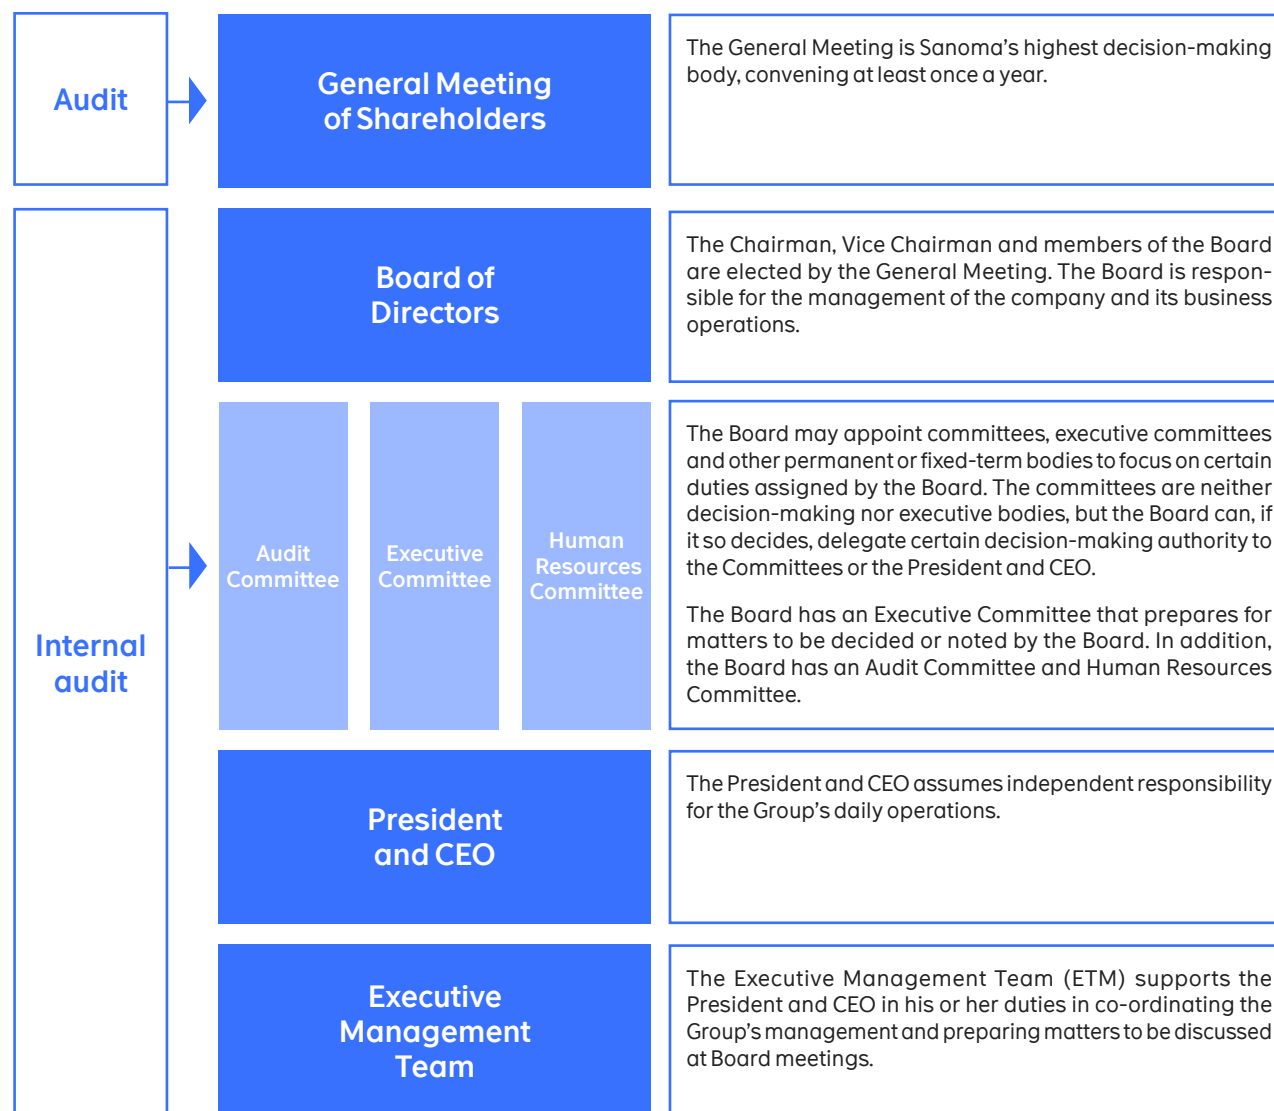 Audit
General Meeting
of Shareholders
The General Meeting is Sanoma's highest decision-making
body, convening at least once a year.
Internal
audit
Board of
Directors
The Chairman, Vice Chairman and members of the Board
are elected by the General Meeting. The Board is respon-
sible for the management of the company and its business
operations.
Audit
Committee
Executive
Committee
Human
Resources
Committee
The Board may appoint committees, executive committees
and other permanent or fixed-term bodies to focus on certain
duties assigned by the Board. The committees are neither
decision-making nor executive bodies, but the Board can, if
it so decides, delegate certain decision-making authority to
the Committees or the President and CEO.
The Board has an Executive Committee that prepares for
matters to be decided or noted by the Board. In addition,
the Board has an Audit Committee and Human Resources
Committee.
President
and CEO
The President and CEO assumes independent responsibility
for the Group's daily operations.
Executive
Management
Team
The Executive Management Team (ETM) supports the
President and CEO in his or her duties in co-ordinating the
Group's management and preparing matters to be discussed
at Board meetings.